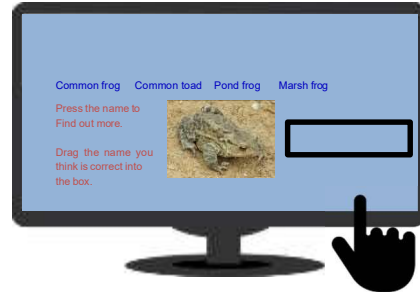 Common frog Common toad Pond frog Marsh frog
Press the name to
Find out more.
Drag the name you
think is correct into
the box.